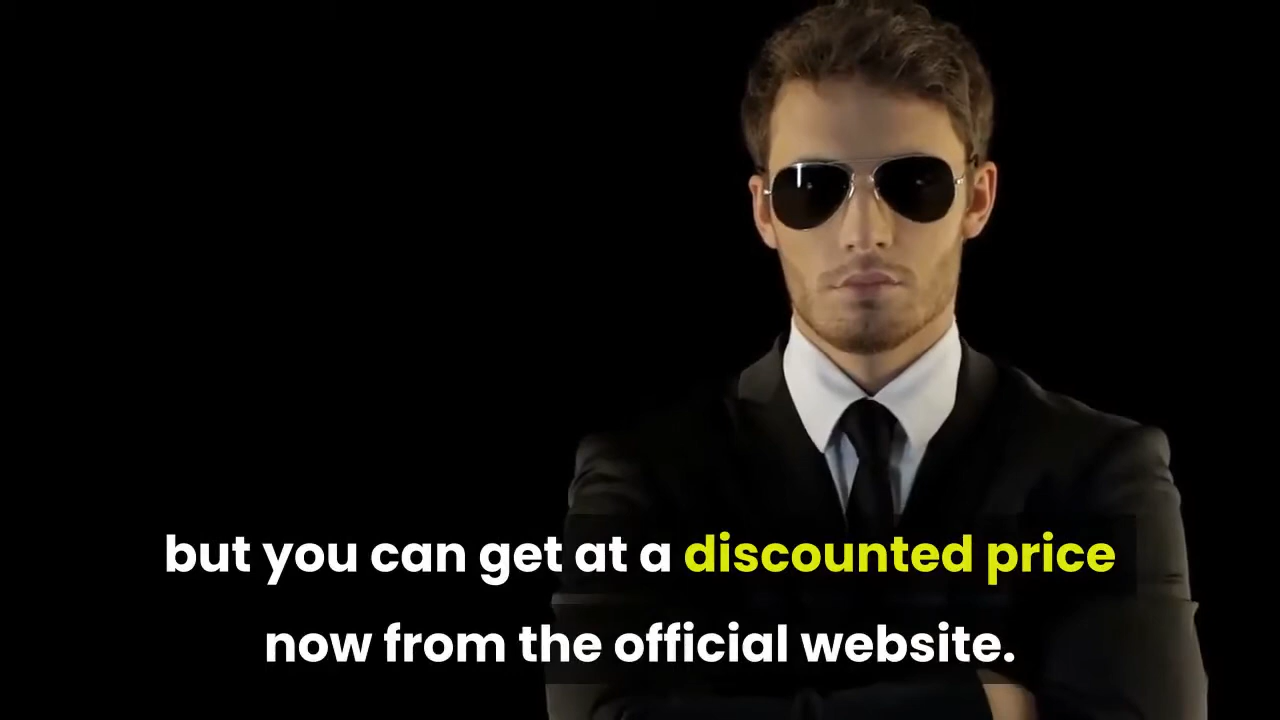 but you can get at a discounted price
now from the official website.